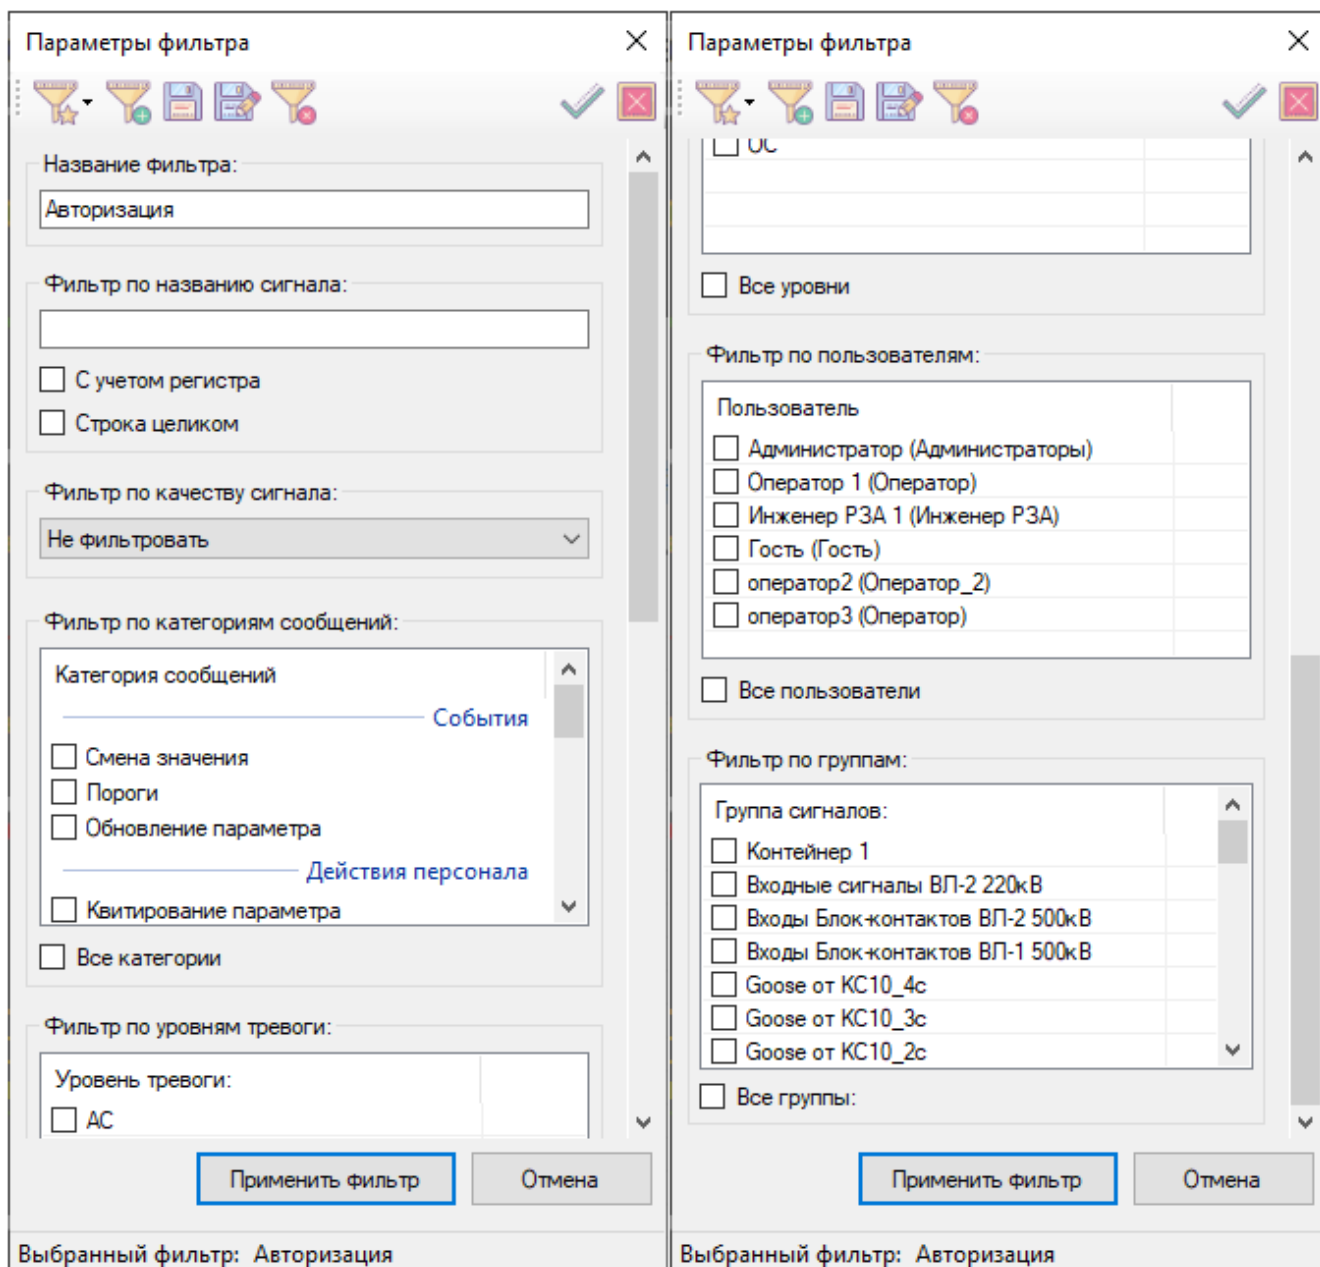 Параметры фильтра
Название фильтра:
Авторизация
Фильтр по названию сигнала:
С учетом регистра
Строка целиком
Фильтр по качеству сигнала:
Не фильтровать
Фильтр по категориям сообщений:
Категория сообщений
События
Смена значения
Пороги
Обновление параметра
Действия персонала
Квитирование параметра
Все категории
Фильтр по уровням тревоги:
Уровень тревоги:
АС
Применить фильтр
Отмена
Выбранный фильтр: Авторизация
Параметры фильтра
ОС
Все уровни
Фильтр по пользователям:
Пользователь
Администратор (Администраторы)
Оператор 1 (Оператор)
Инженер РЗА 1 (Инженер РЗА)
Гость (Гость)
оператор2 (Оператор_2)
оператор3 (Оператор)
Все пользователи
Фильтр по группам:
Группа сигналов:
Контейнер 1
Входные сигналы ВЛ-2 220кВ
Входы Блок-контактов ВЛ-2 500кВ
Входы Блок-контактов ВЛ-1 500кВ
Goose от КС10_4с
Goose от КС10_3с
Goose от КС10_2с
Все группы:
Применить фильтр
Отмена
Выбранный фильтр: Авторизация